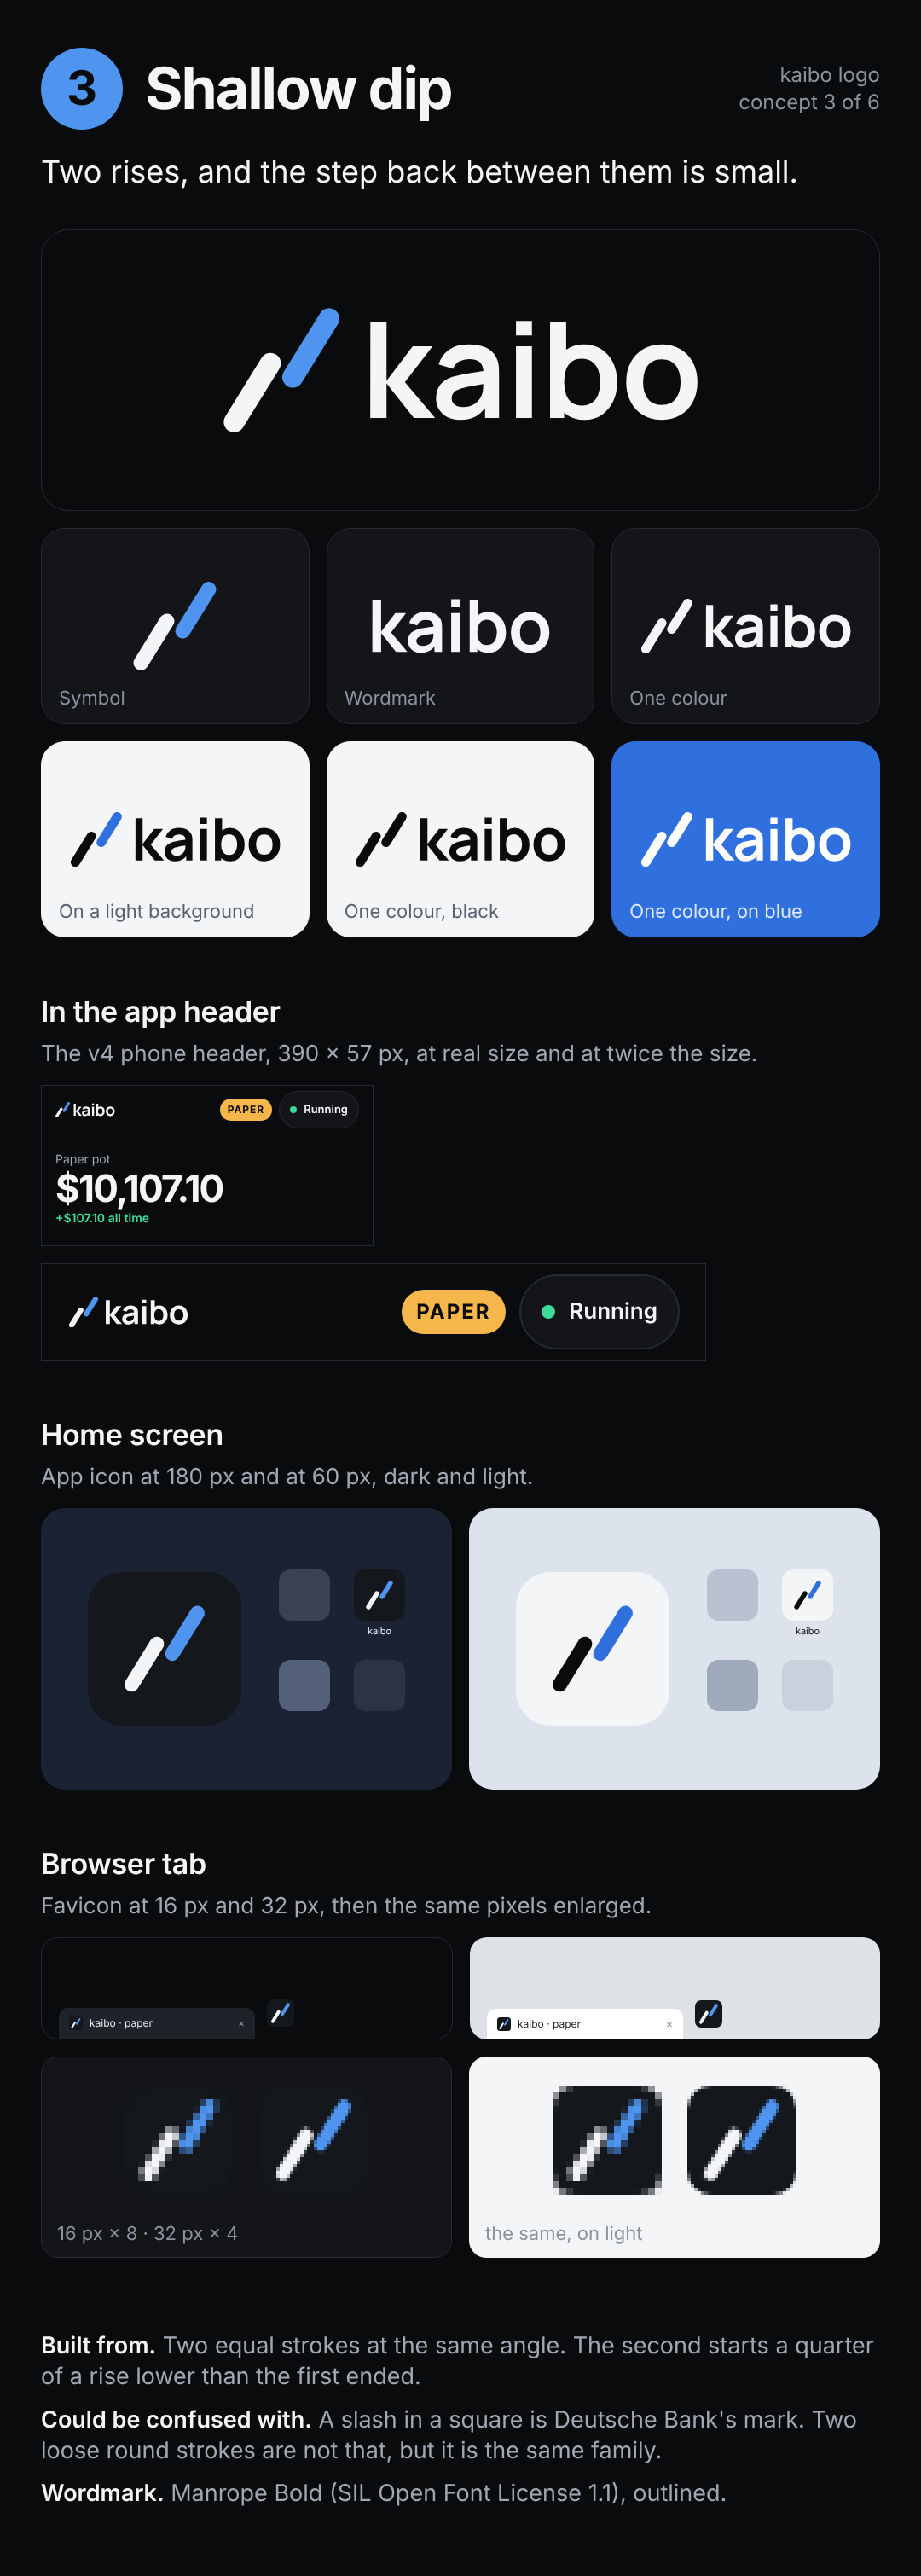 3
Shallow dip
kaibo logo
concept 3 of 6
Two rises, and the step back between them is small.
kaibo
Symbol
kaibo
Wordmark
kaibo
One colour
kaibo
On a light background
kaibo
One colour, black
kaibo
One colour, on blue
In the app header
The v4 phone header, 390 × 57 px, at real size and at twice the size.
kaibo
PAPER
Running
Paper pot
$10,107.10
+$107.10 all time
kaibo
PAPER
Running
Home screen
App icon at 180 px and at 60 px, dark and light.
kaibo
kaibo
Browser tab
Favicon at 16 px and 32 px, then the same pixels enlarged.
kaibo · paper ×
kaibo · paper ×
16 px × 8 · 32 px × 4
the same, on light
Built from. Two equal strokes at the same angle. The second starts a quarter
of a rise lower than the first ended.
Could be confused with. A slash in a square is Deutsche Bank's mark. Two
loose round strokes are not that, but it is the same family.
Wordmark. Manrope Bold (SIL Open Font License 1.1), outlined.